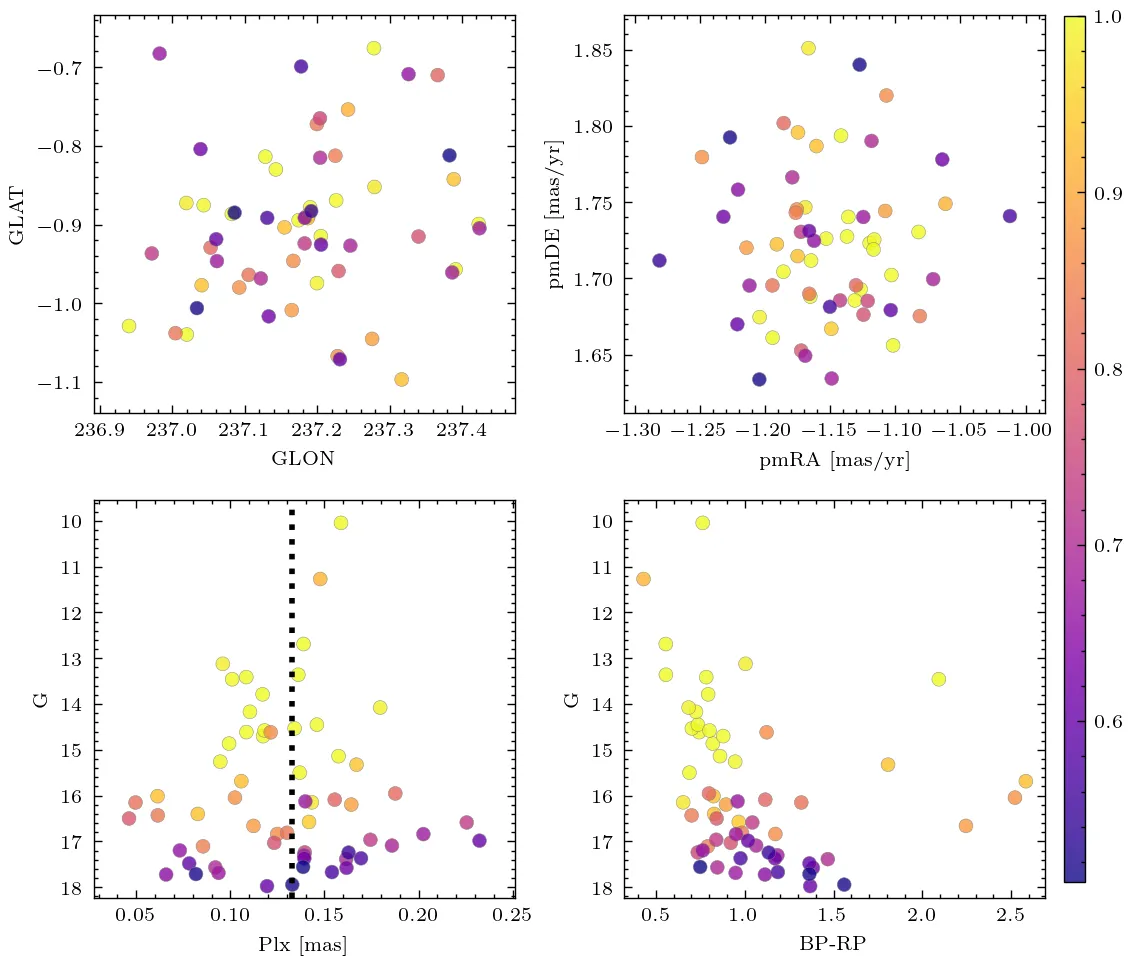 −0.7
−0.8
−0.9
−1.0
−1.1
GLAT
236.9 237.0 237.1 237.2 237.3 237.4
GLON
1.85
1.80
1.75
1.70
1.65
pmDE [mas/yr]
−1.30 −1.25 −1.20 −1.15 −1.10 −1.05 −1.00
pmRA [mas/yr]
1.0
0.9
0.8
0.7
0.6
10
11
12
13
14
15
16
17
18
G
0.05 0.10 0.15 0.20 0.25
Plx [mas]
10
11
12
13
14
15
16
17
18
G
0.5 1.0 1.5 2.0 2.5
BP-RP